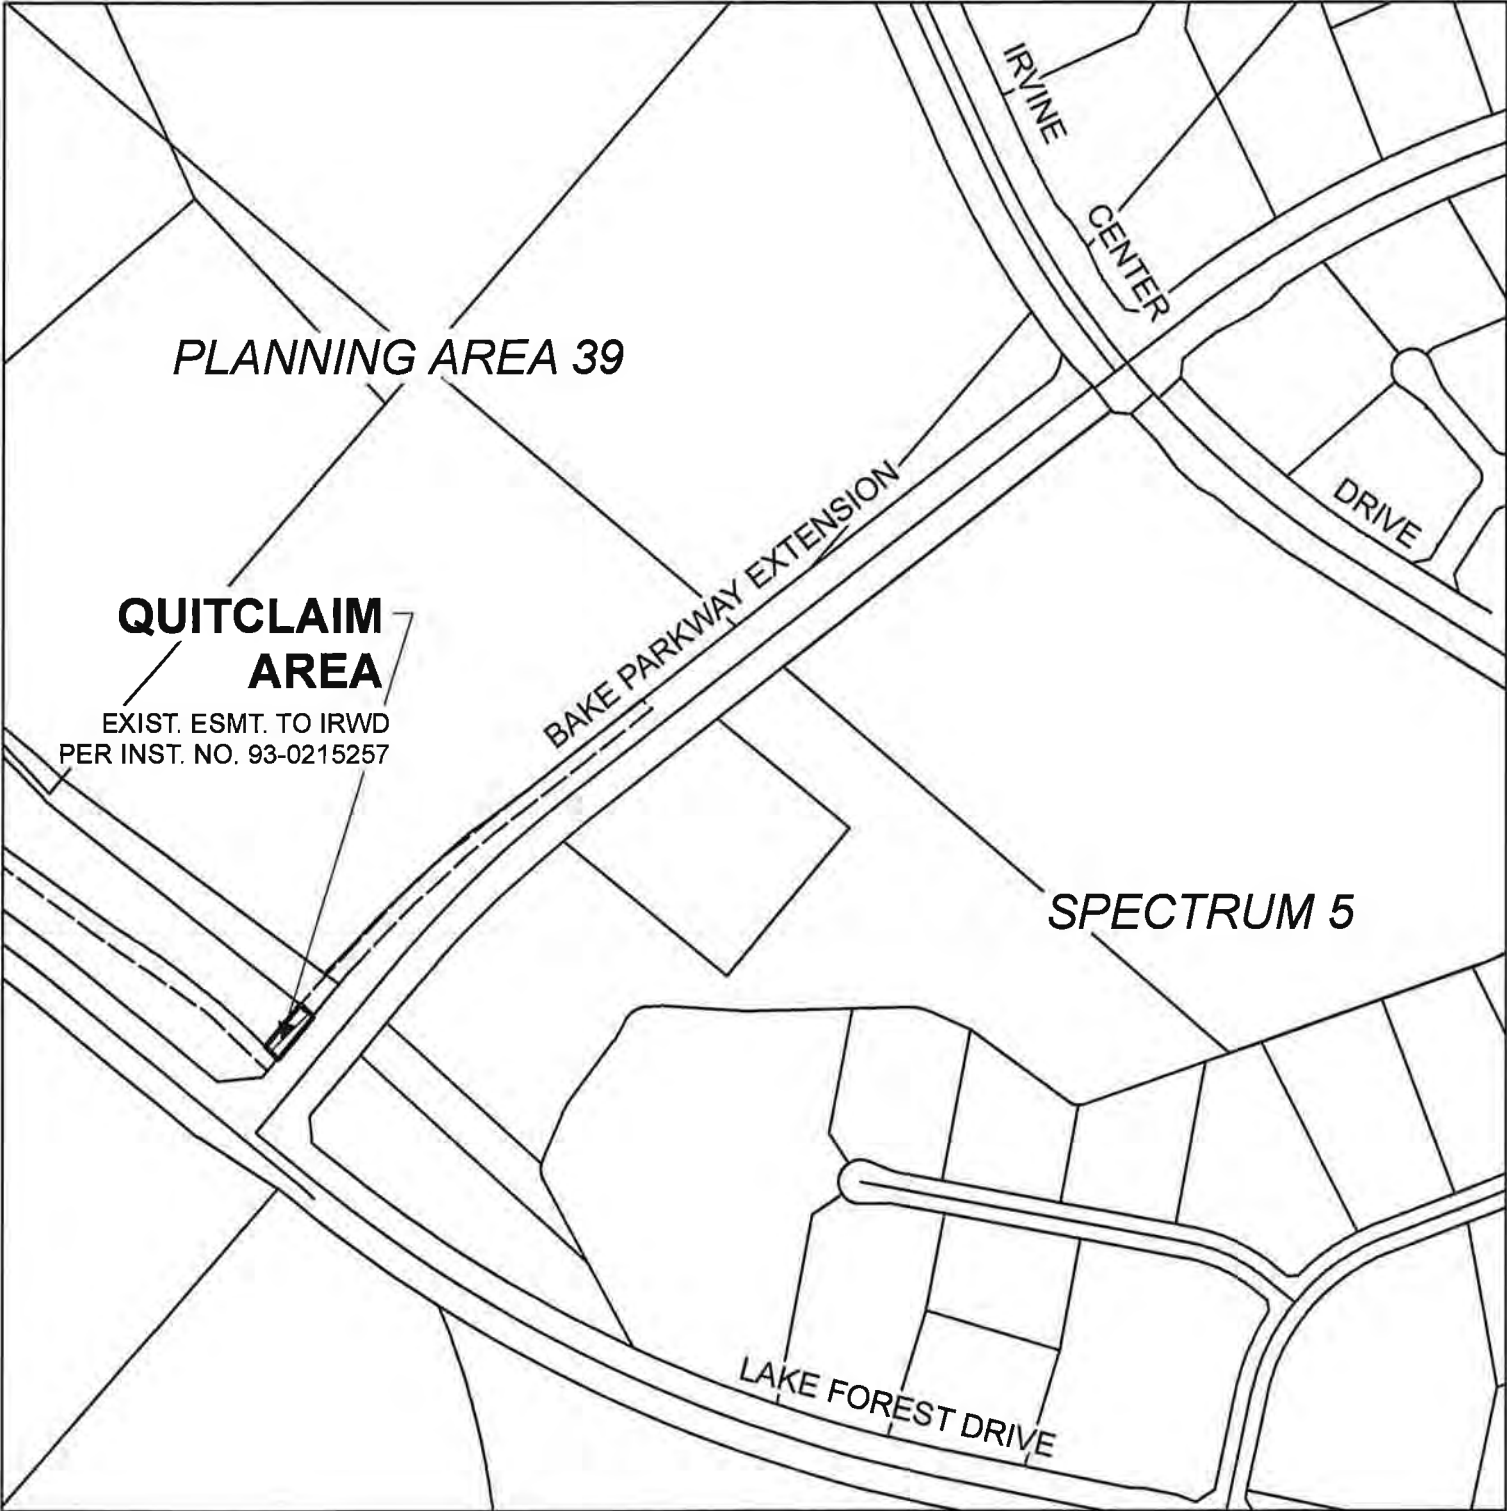 IRVINE
CENTER
DRIVE
PLANNING AREA 39
BAKE PARKWAY EXTENSION
QUITCLAIM
AREA
EXIST. ESMT. TO IRWD
PER INST. NO. 93-0215257
SPECTRUM 5
LAKE FOREST DRIVE